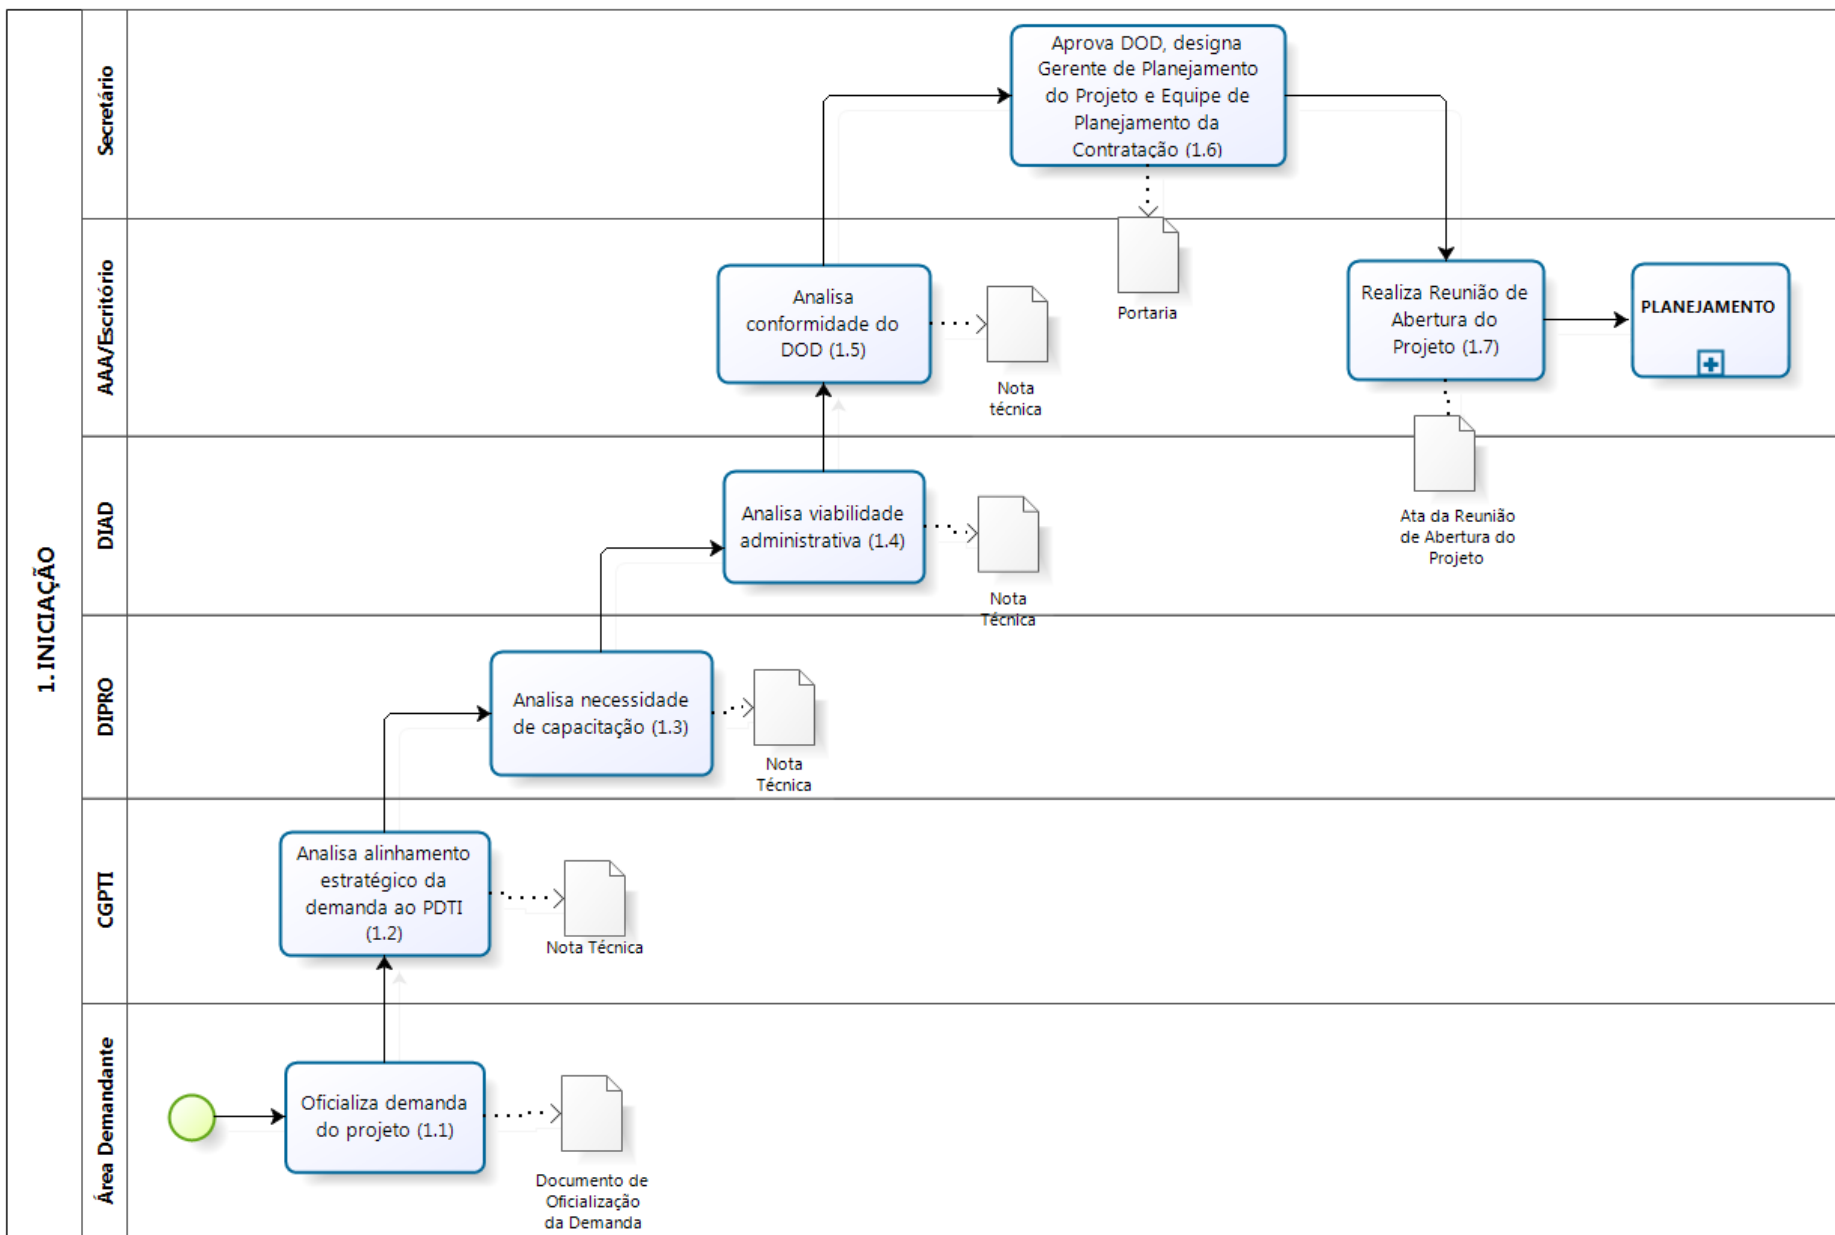 1. INICIAÇÃO
Secretário
Aprova DOD, designa
Gerente de Planejamento
do Projeto e Equipe de
Planejamento da
Contratação (1.6)
Portaria
AAA/Escritório
Analisa
conformidade do
DOD (1.5)
Nota
técnica
Realiza Reunião de
Abertura do
Projeto (1.7)
PLANEJAMENTO
Ata da Reunião
de Abertura do
Projeto
DIAD
Analisa viabilidade
administrativa (1.4)
Nota
Técnica
DIPRO
Analisa necessidade
de capacitação (1.3)
Nota
Técnica
CGPTI
Analisa alinhamento
estratégico da
demanda ao PDTI
(1.2)
Nota Técnica
Área Demandante
Oficializa demanda
do projeto (1.1)
Documento de
Oficialização
da Demanda